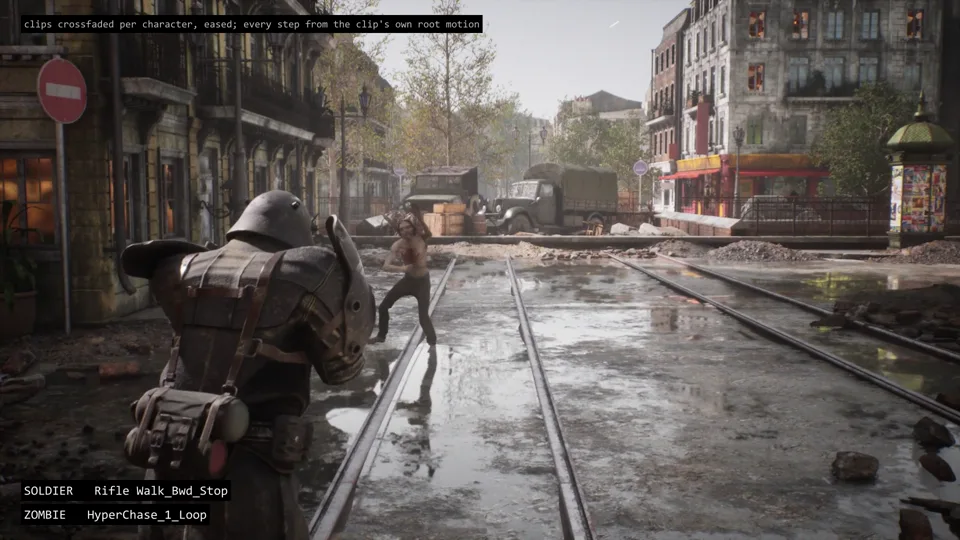 clips crossfaded per character, eased; every step from the clip's own root motion
SOLDIER Rifle Walk_Bwd_Stop
ZOMBIE HyperChase_1_Loop